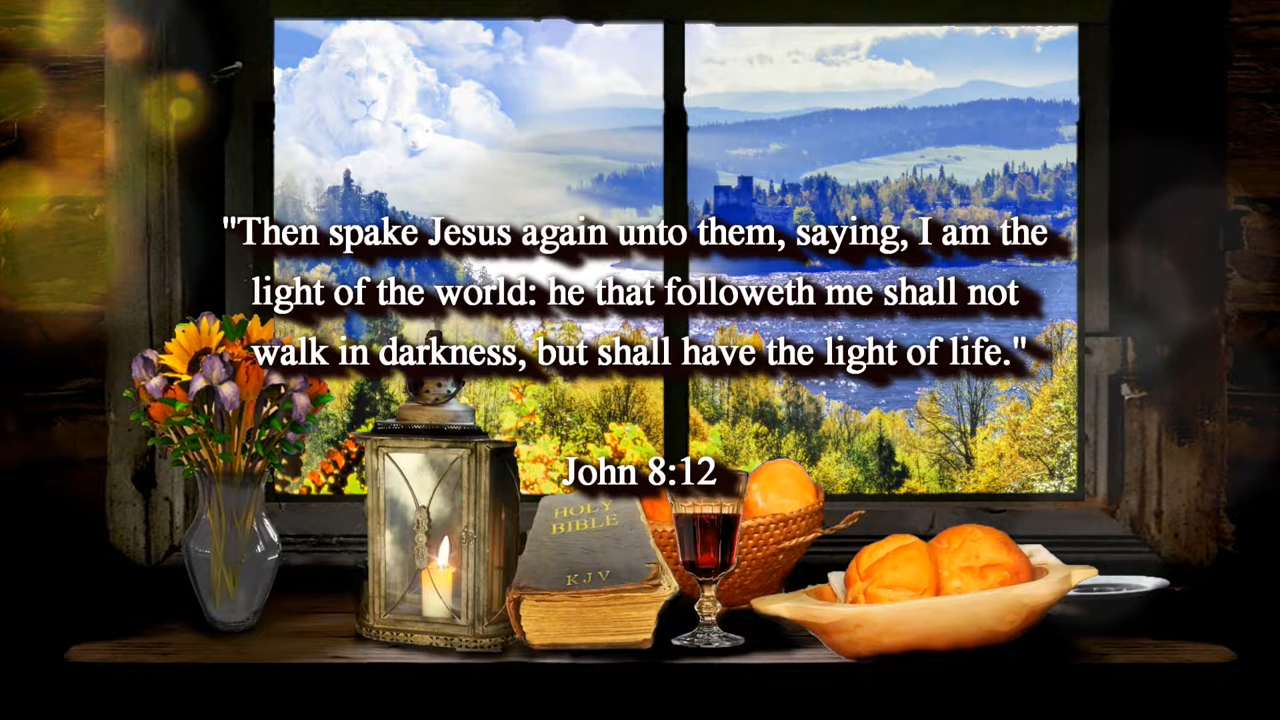 "Then spake Jesus again unto them, saying, I am the
light of the world: he that followeth me shall not
walk in darkness, but shall have the light of life."
John 8:12
HOLY
BIBLE
KJV